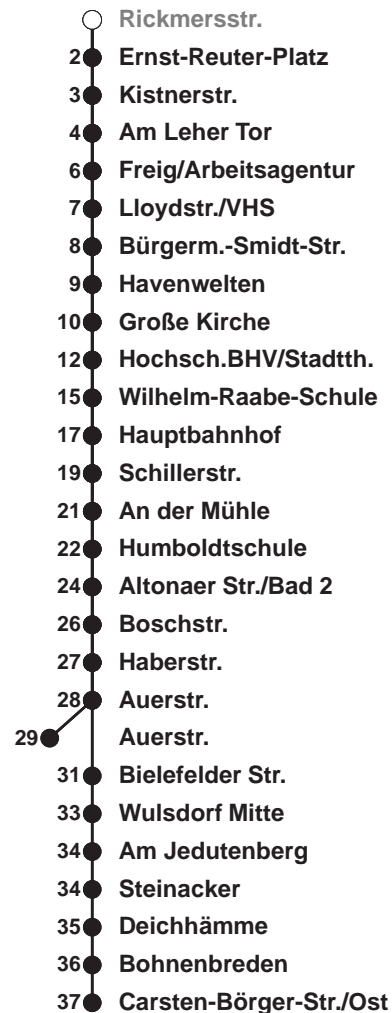 Rickmersstr.
2 Ernst-Reuter-Platz
3 Kistnerstr.
4 Am Leher Tor
6 Freig/Arbeitsagentur
7 Lloydstr./VHS
8 Bürgerm.-Smidt-Str.
9 Havenwelten
10 Große Kirche
12 Hochsch.BHV/Stadtth.
15 Wilhelm-Raabe-Schule
17 Hauptbahnhof
19 Schillerstr.
21 An der Mühle
22 Humboldtschule
24 Altonaer Str./Bad 2
26 Boschstr.
27 Haberstr.
28 Auerstr.
29 Auerstr.
31 Bielefelder Str.
33 Wulsdorf Mitte
34 Am Jedutenberg
34 Steinacker
35 Deichhämme
36 Bohnenbreden
37 Carsten-Börger-Str./Ost